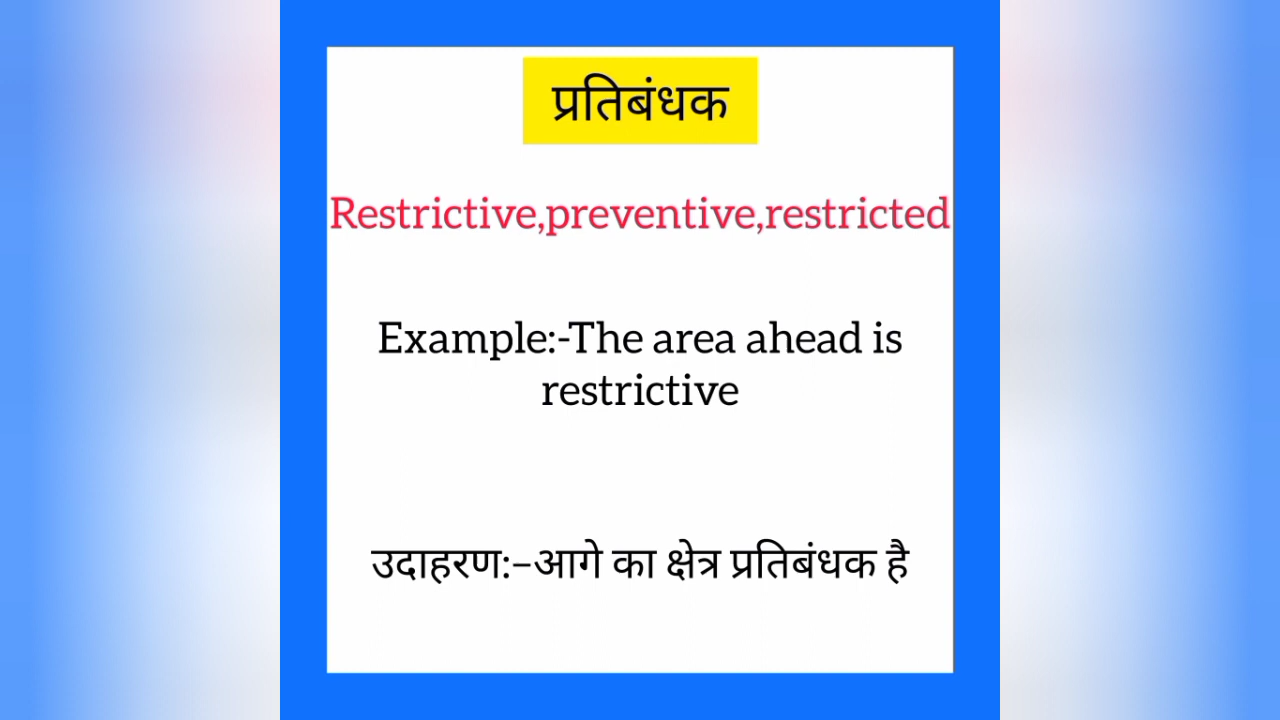 प्रतिबंधक
Restrictive,preventive,restricted
Example:-The area ahead is
restrictive
उदाहरण:–आगे का क्षेत्र प्रतिबंधक है